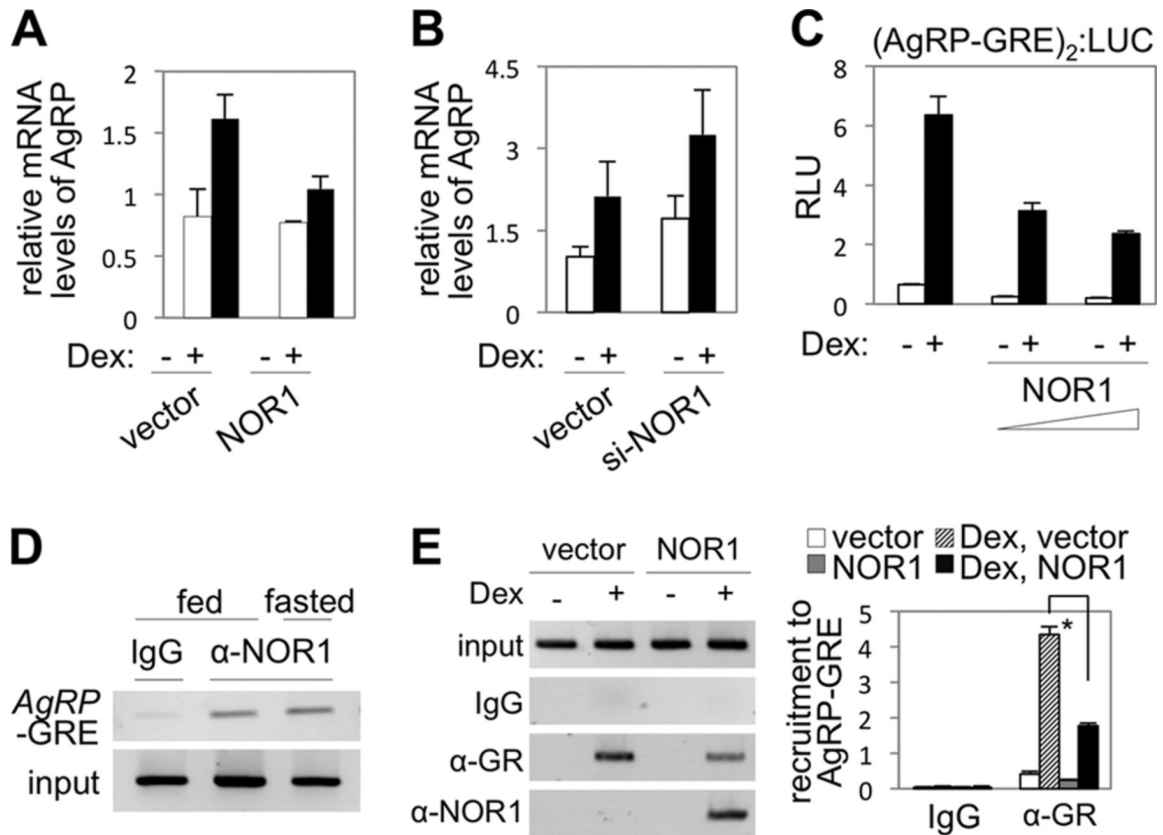 A
relative mRNA
levels of AgRP
2
1.5
1
0.5
0
Dex: - + - +
vector NOR1
B
relative mRNA
levels of AgRP
4.5
3
1.5
0
Dex: - + - +
vector si-NOR1
C
(AgRP-GRE)2:LUC
RLU
8
6
4
2
0
Dex: - + - + - +
NOR1
D
fed fasted
IgG α-NOR1
AgRP
-GRE
input
E
vector NOR1
Dex - + - +
input
IgG
α-GR
α-NOR1
vector Dex, vector
NOR1 Dex, NOR1
recruitment to
AgRP-GRE
5
4
3
2
1
0
*
IgG α-GR